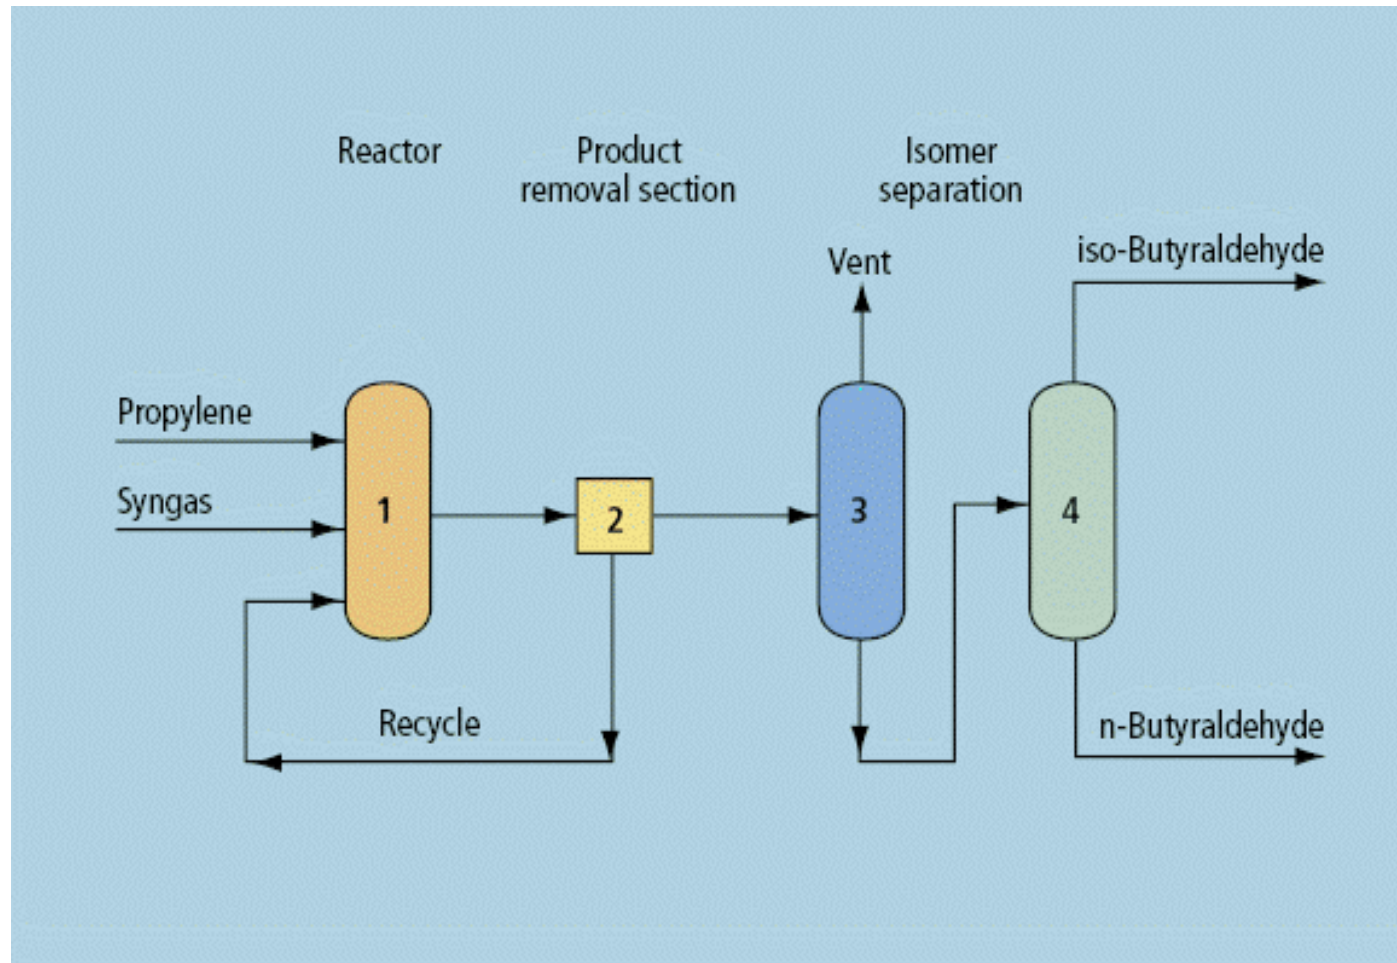 Reactor
Product
removal section
Isomer
separation
Vent
iso-Butyraldehyde
Propylene
Syngas
1
2
3
4
Recycle
n-Butyraldehyde